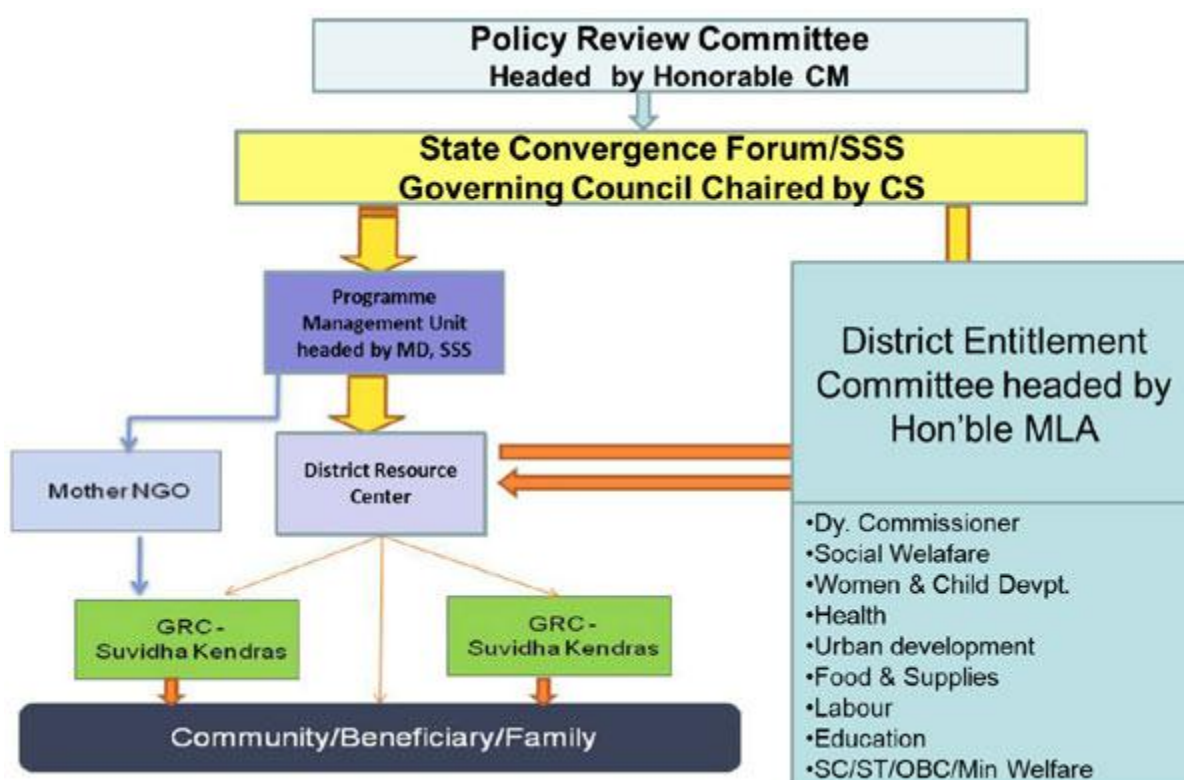 Policy Review Committee
Headed by Honorable CM
State Convergence Forum/SSS
Governing Council Chaired by CS
Programme
Management Unit
headed by MD, SSS
District Entitlement
Committee headed by
Hon'ble MLA
Mother NGO
District Resource
Center
•Dy. Commissioner
•Social Welafare
•Women & Child Devpt.
•Health
•Urban development
•Food & Supplies
•Labour
•Education
•SC/ST/OBC/Min Welfare
GRC-
Suvidha Kendras
GRC-
Suvidha Kendras
Community/Beneficiary/Family